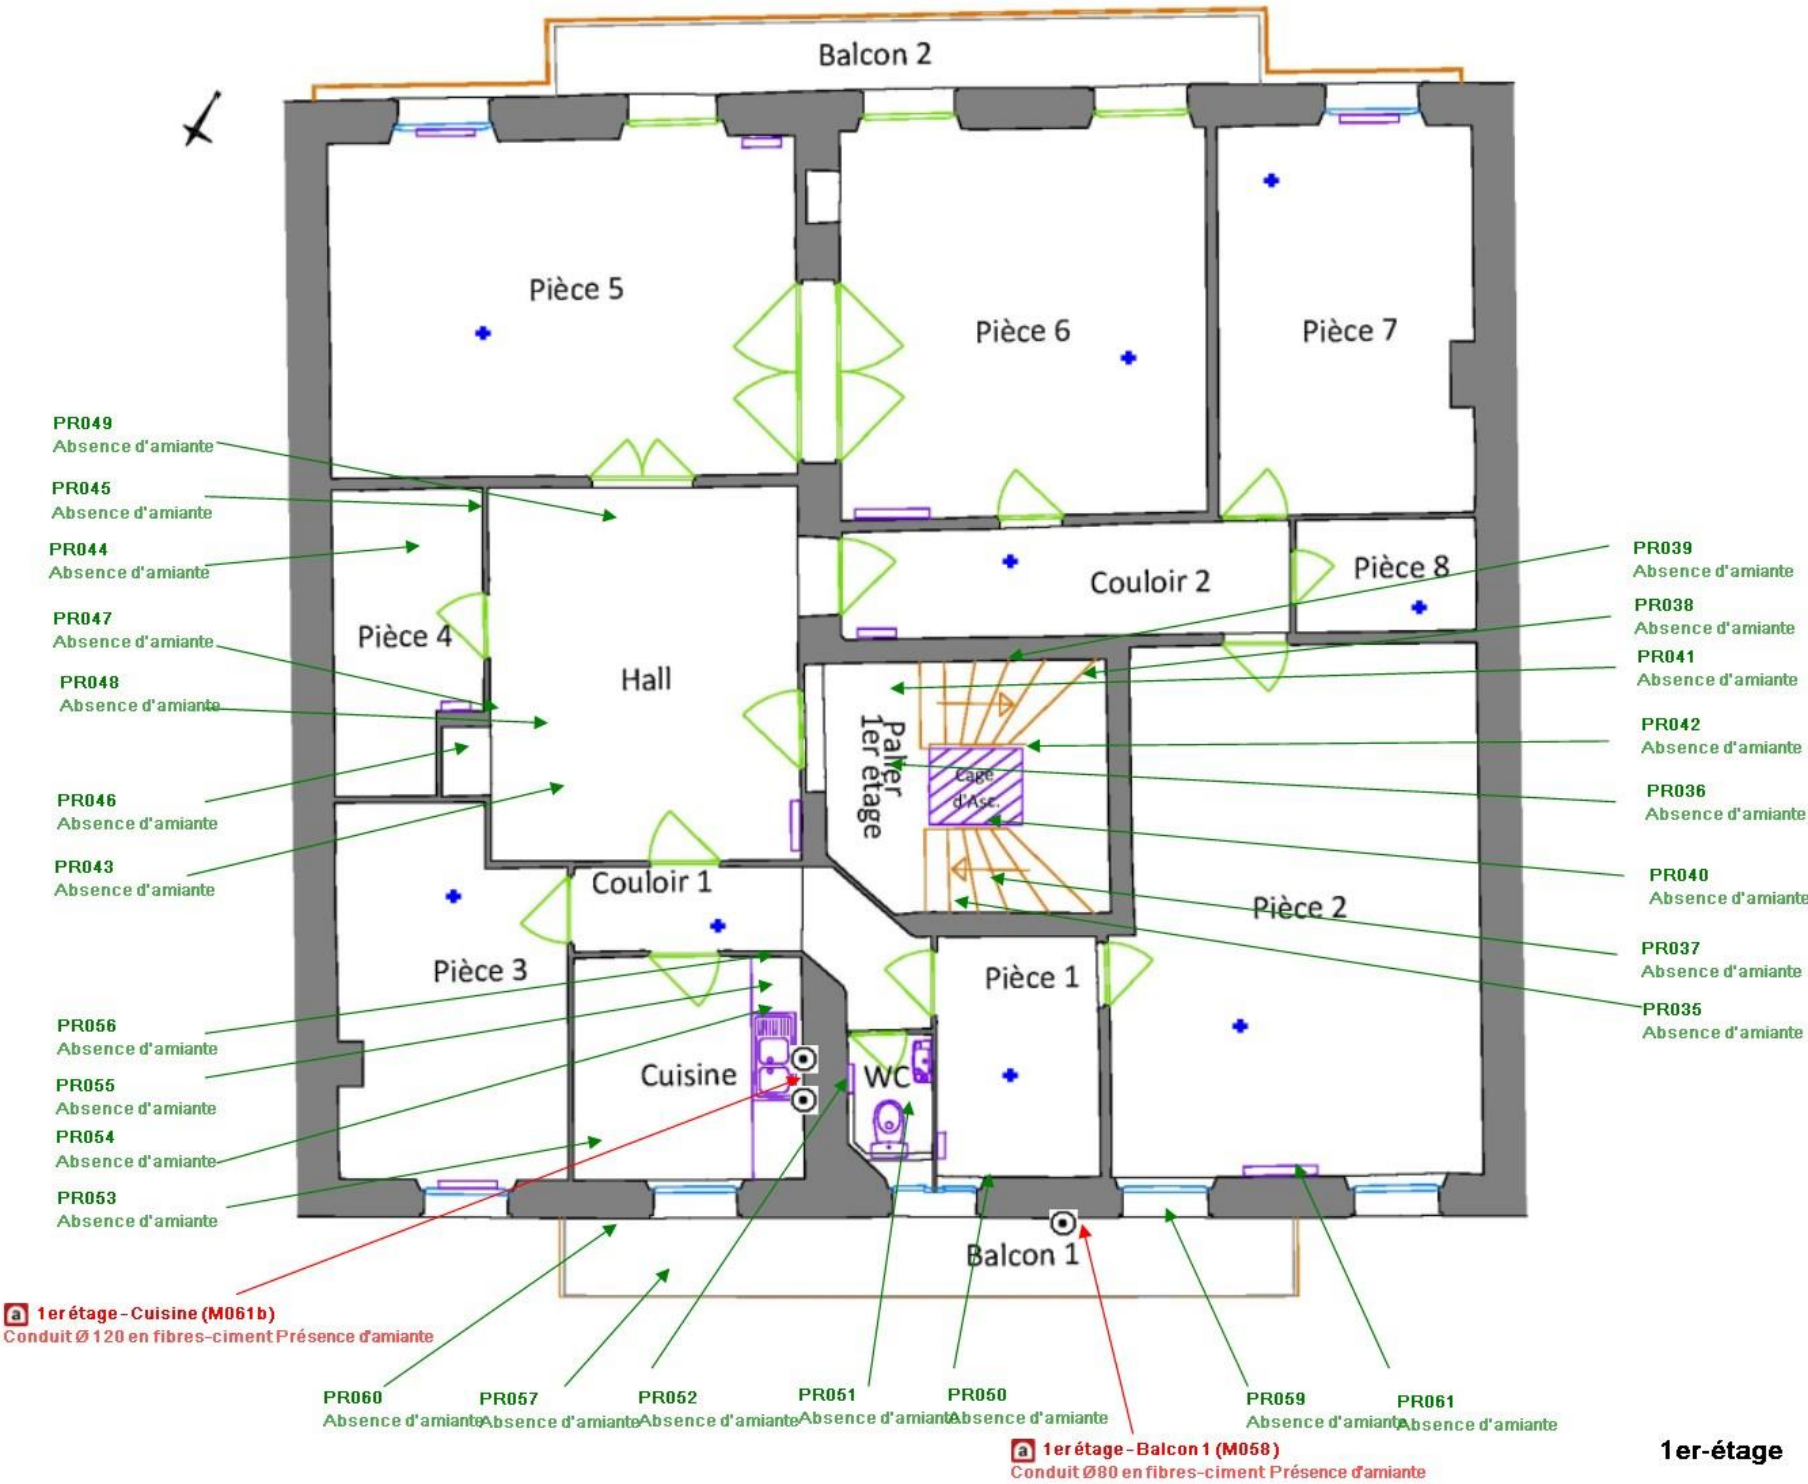 Balcon 2
Pièce 5
Pièce 6
Pièce 7
PR049
Absence d'amiante
PR045
Absence d'amiante
PR044
Absence d'amiante
PR047
Absence d'amiante
PR048
Absence d'amiante
PR046
Absence d'amiante
PR043
Absence d'amiante
Pièce 4
Hall
Couloir 2
Pièce 8
Palier
1er étage
Cage
d'Asc.
PR039
Absence d'amiante
PR038
Absence d'amiante
PR041
Absence d'amiante
PR042
Absence d'amiante
PR036
Absence d'amiante
PR040
Absence d'amiante
PR037
Absence d'amiante
PR035
Absence d'amiante
Couloir 1
Pièce 2
Pièce 3
Pièce 1
Cuisine
WC
PR056
Absence d'amiante
PR055
Absence d'amiante
PR054
Absence d'amiante
PR053
Absence d'amiante
Balcon 1
a 1er étage - Cuisine (M061b)
Conduit Ø 120 en fibres-ciment Présence d'amiante
PR060
Absence d'amiante
PR057
Absence d'amiante
PR052
Absence d'amiante
PR051
Absence d'amiante
PR050
Absence d'amiante
PR059
Absence d'amiante
PR061
Absence d'amiante
a 1er étage - Balcon 1 (M058)
Conduit Ø80 en fibres-ciment Présence d'amiante
1er-étage